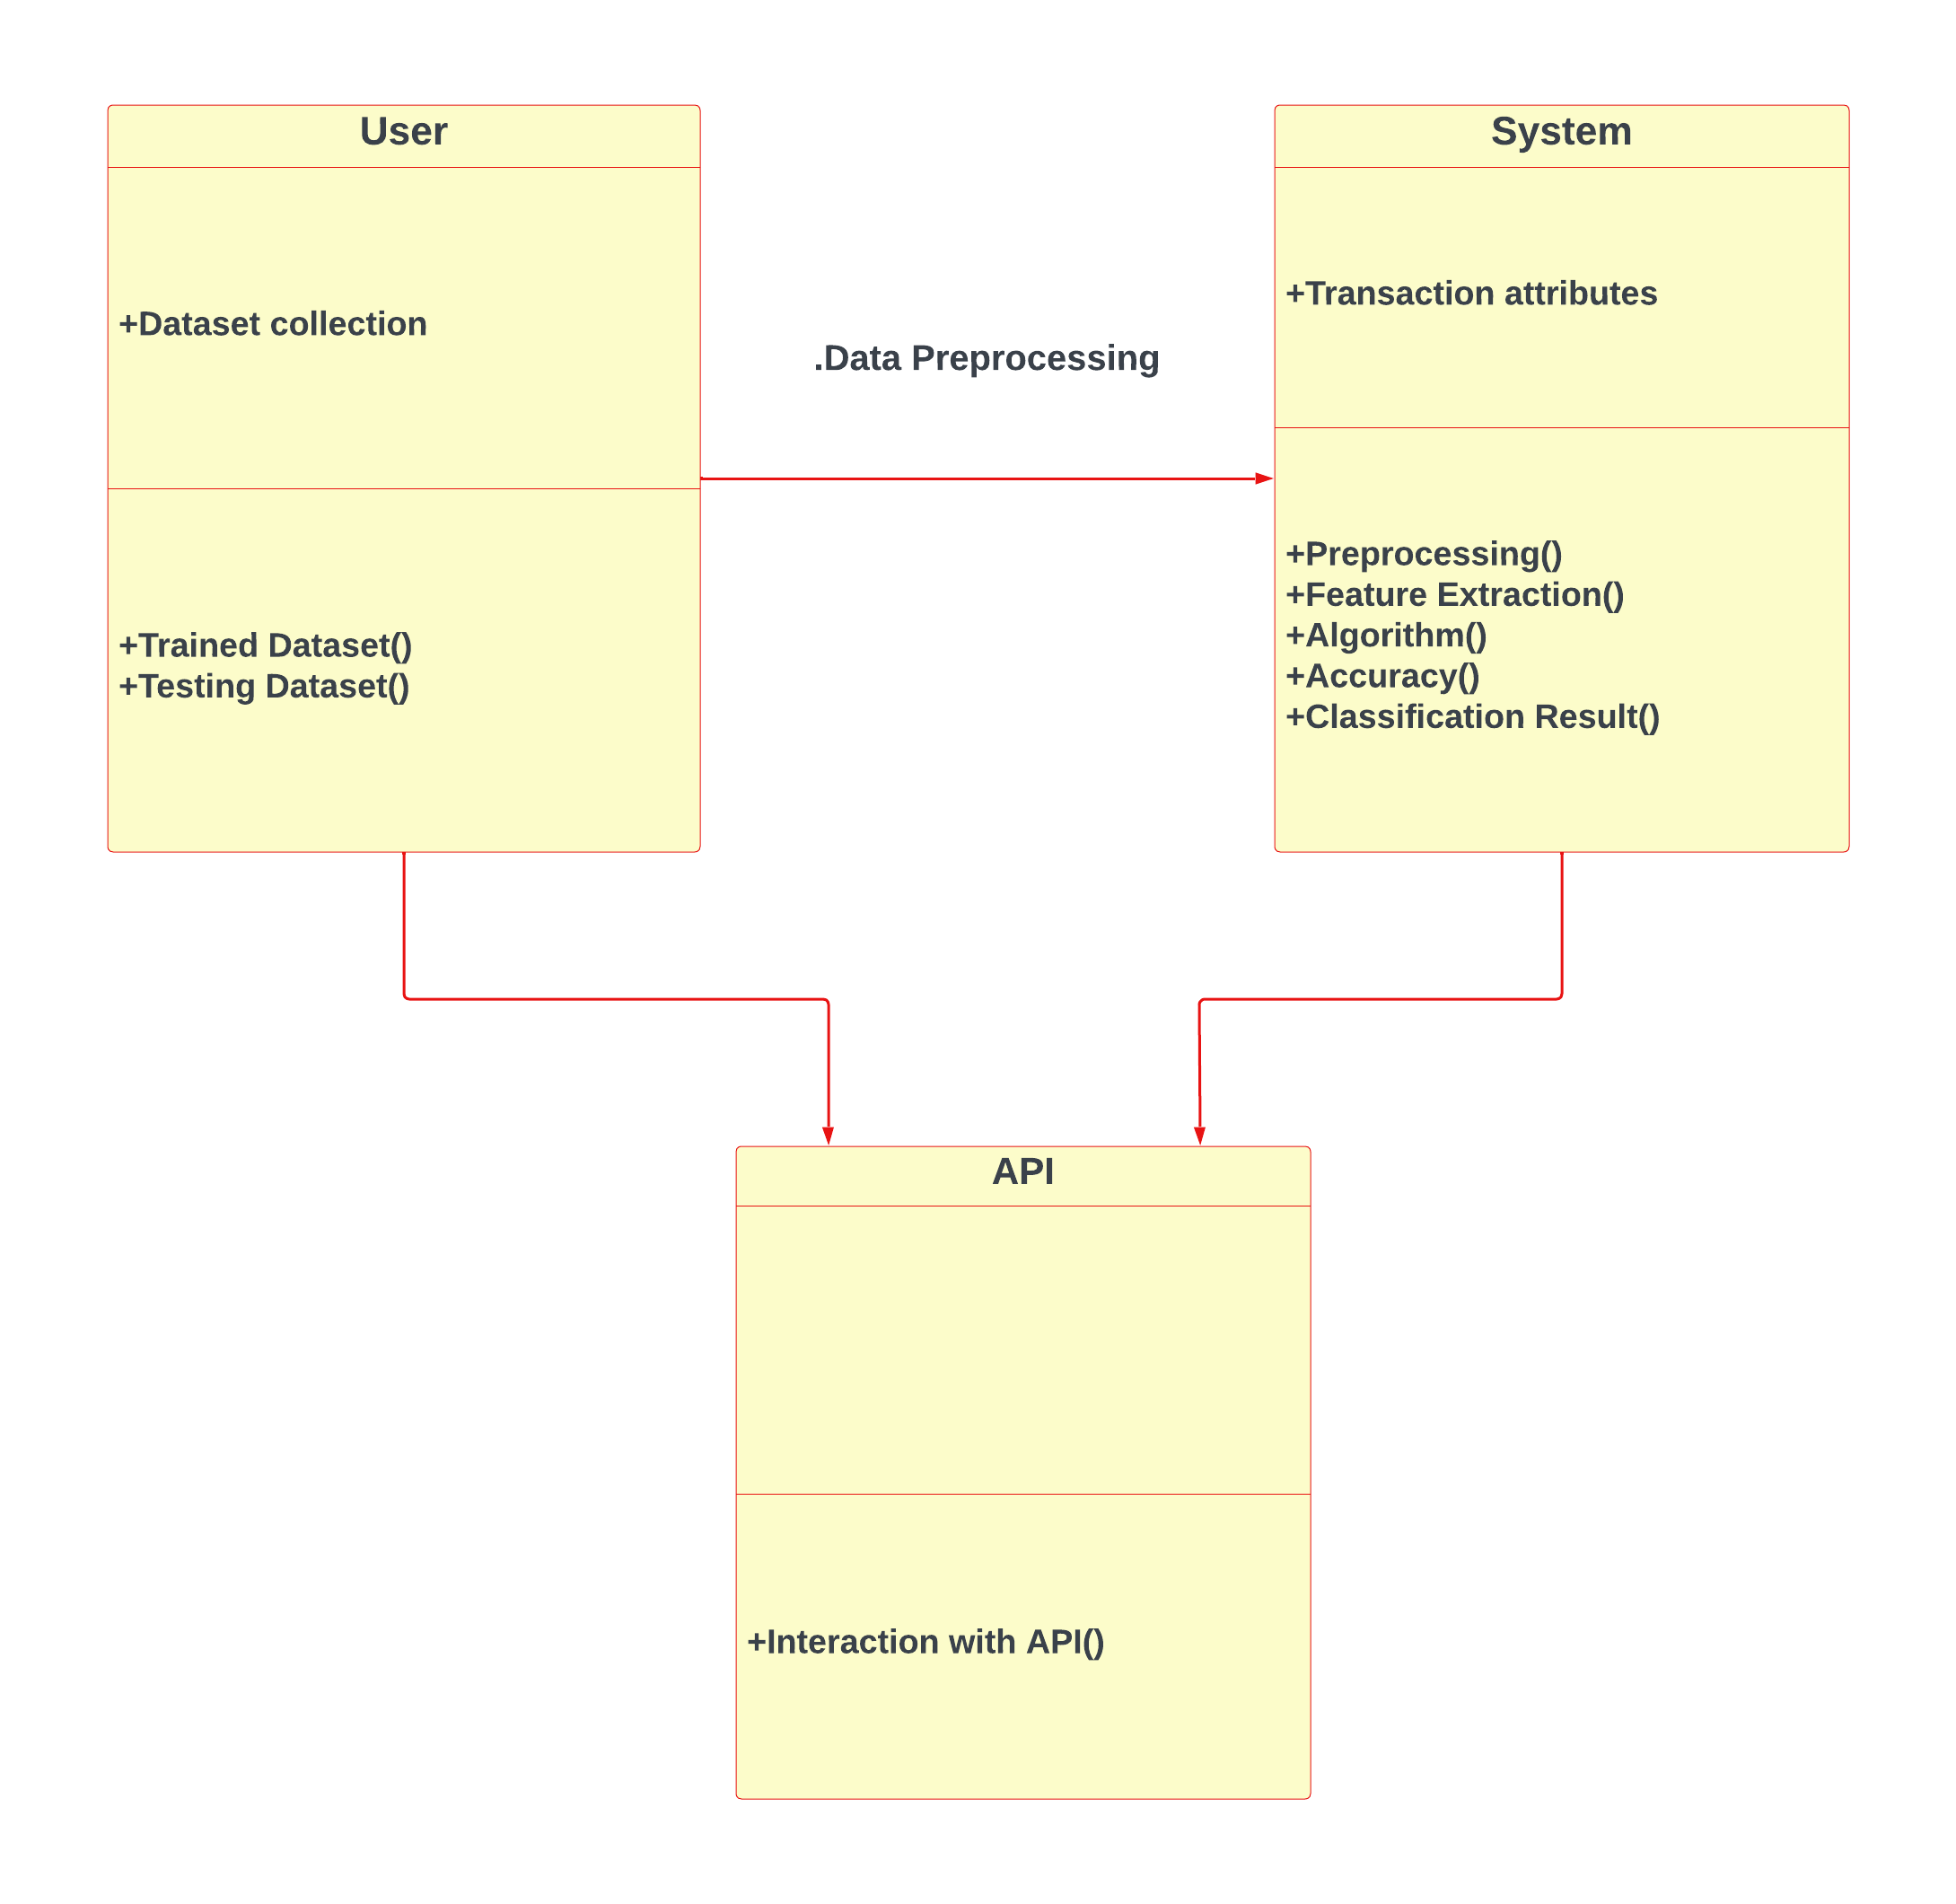 User
+Dataset collection
+Trained Dataset()
+Testing Dataset()
.Data Preprocessing
System
+Transaction attributes
+Preprocessing()
+Feature Extraction()
+Algorithm()
+Accuracy()
+Classification Result()
API
+Interaction with API()